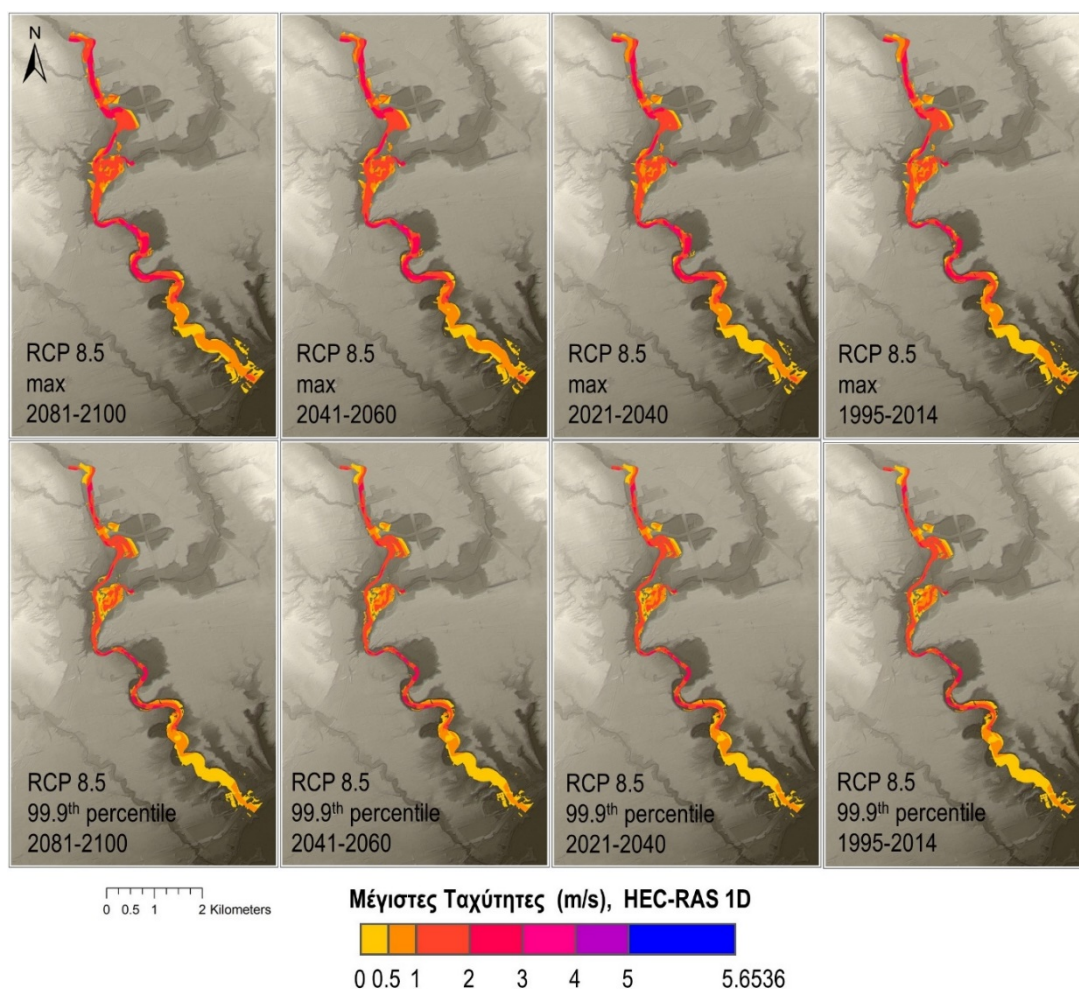 N
RCP 8.5
max
2081-2100
RCP 8.5
max
2041-2060
RCP 8.5
max
2021-2040
RCP 8.5
max
1995-2014
RCP 8.5
99.9th percentile
2081-2100
RCP 8.5
99.9th percentile
2041-2060
RCP 8.5
99.9th percentile
2021-2040
RCP 8.5
99.9th percentile
1995-2014
0 0.5 1 2 Kilometers
Μέγιστες Ταχύτητες (m/s), HEC-RAS 1D
0 0.5 1 2 3 4 5 5.6536